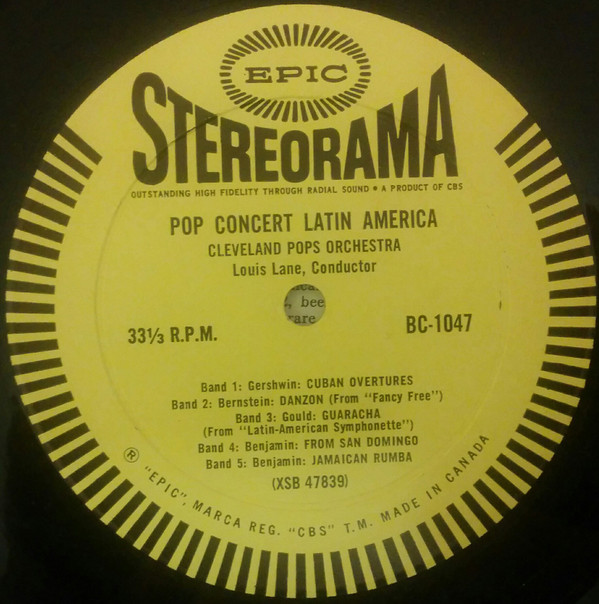 EPIC
STEREORAMA
OUTSTANDING HIGH FIDELITY THROUGH RADIAL SOUND • A PRODUCT OF CBS
POP CONCERT LATIN AMERICA
CLEVELAND POPS ORCHESTRA
Louis Lane, Conductor
, bee
are
33⅓ R.P.M.
BC-1047
Band 1: Gershwin: CUBAN OVERTURES
Band 2: Bernstein: DANZON (From "Fancy Free")
Band 3: Gould: GUARACHA
(From "Latin-American Symphonette")
Band 4: Benjamin: FROM SAN DOMINGO
Band 5: Benjamin: JAMAICAN RUMBA
(XSB 47839)
® "EPIC", MARCA REG. "CBS" T.M. MADE IN CANADA